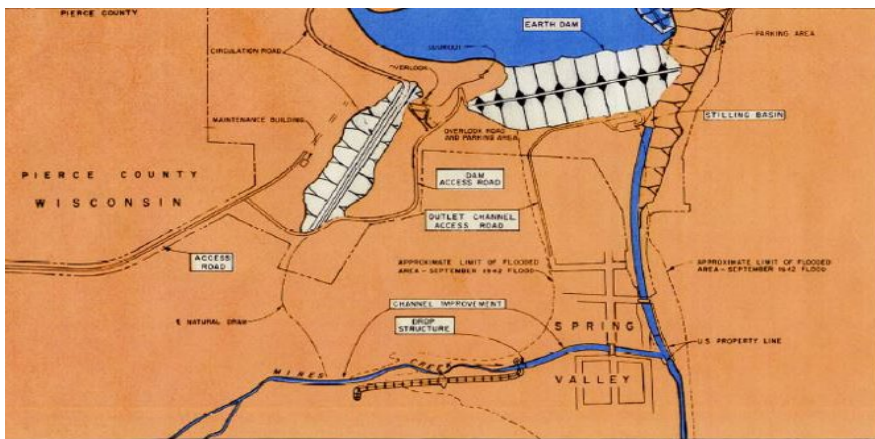 PIERCE COUNTY
EARTH DAM
PARKING AREA
CIRCULATION ROAD
OVERLOOK
MAINTENANCE BUILDING
STILLING BASIN
OVERLOOK ROAD
AND PARKING AREA
PIERCE COUNTY
WISCONSIN
DAM
ACCESS ROAD
OUTLET CHANNEL
ACCESS ROAD
ACCESS
ROAD
APPROXIMATE LIMIT OF FLOODED
AREA - SEPTEMBER 1942 FLOOD
APPROXIMATE LIMIT OF FLOODED
AREA - SEPTEMBER 1942 FLOOD
CHANNEL IMPROVEMENT
NATURAL DRAW
DROP
STRUCTURE
SPRING
U.S. PROPERTY LINE
MINES CREEK
VALLEY